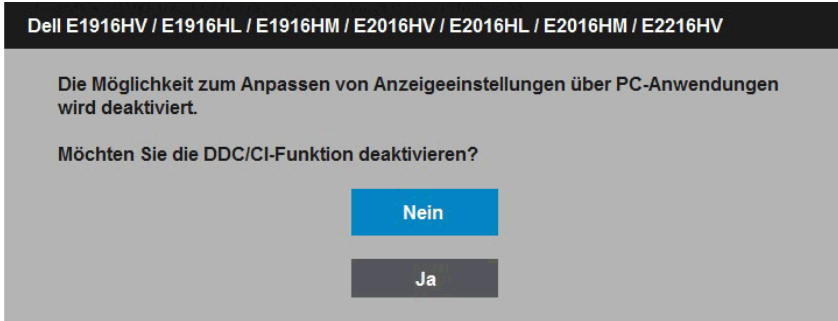 Dell E1916HV / E1916HL / E1916HM / E2016HV / E2016HL / E2016HM / E2216HV
Die Möglichkeit zum Anpassen von Anzeigeeinstellungen über PC-Anwendungen
wird deaktiviert.
Möchten Sie die DDC/CI-Funktion deaktivieren?
Nein
Ja